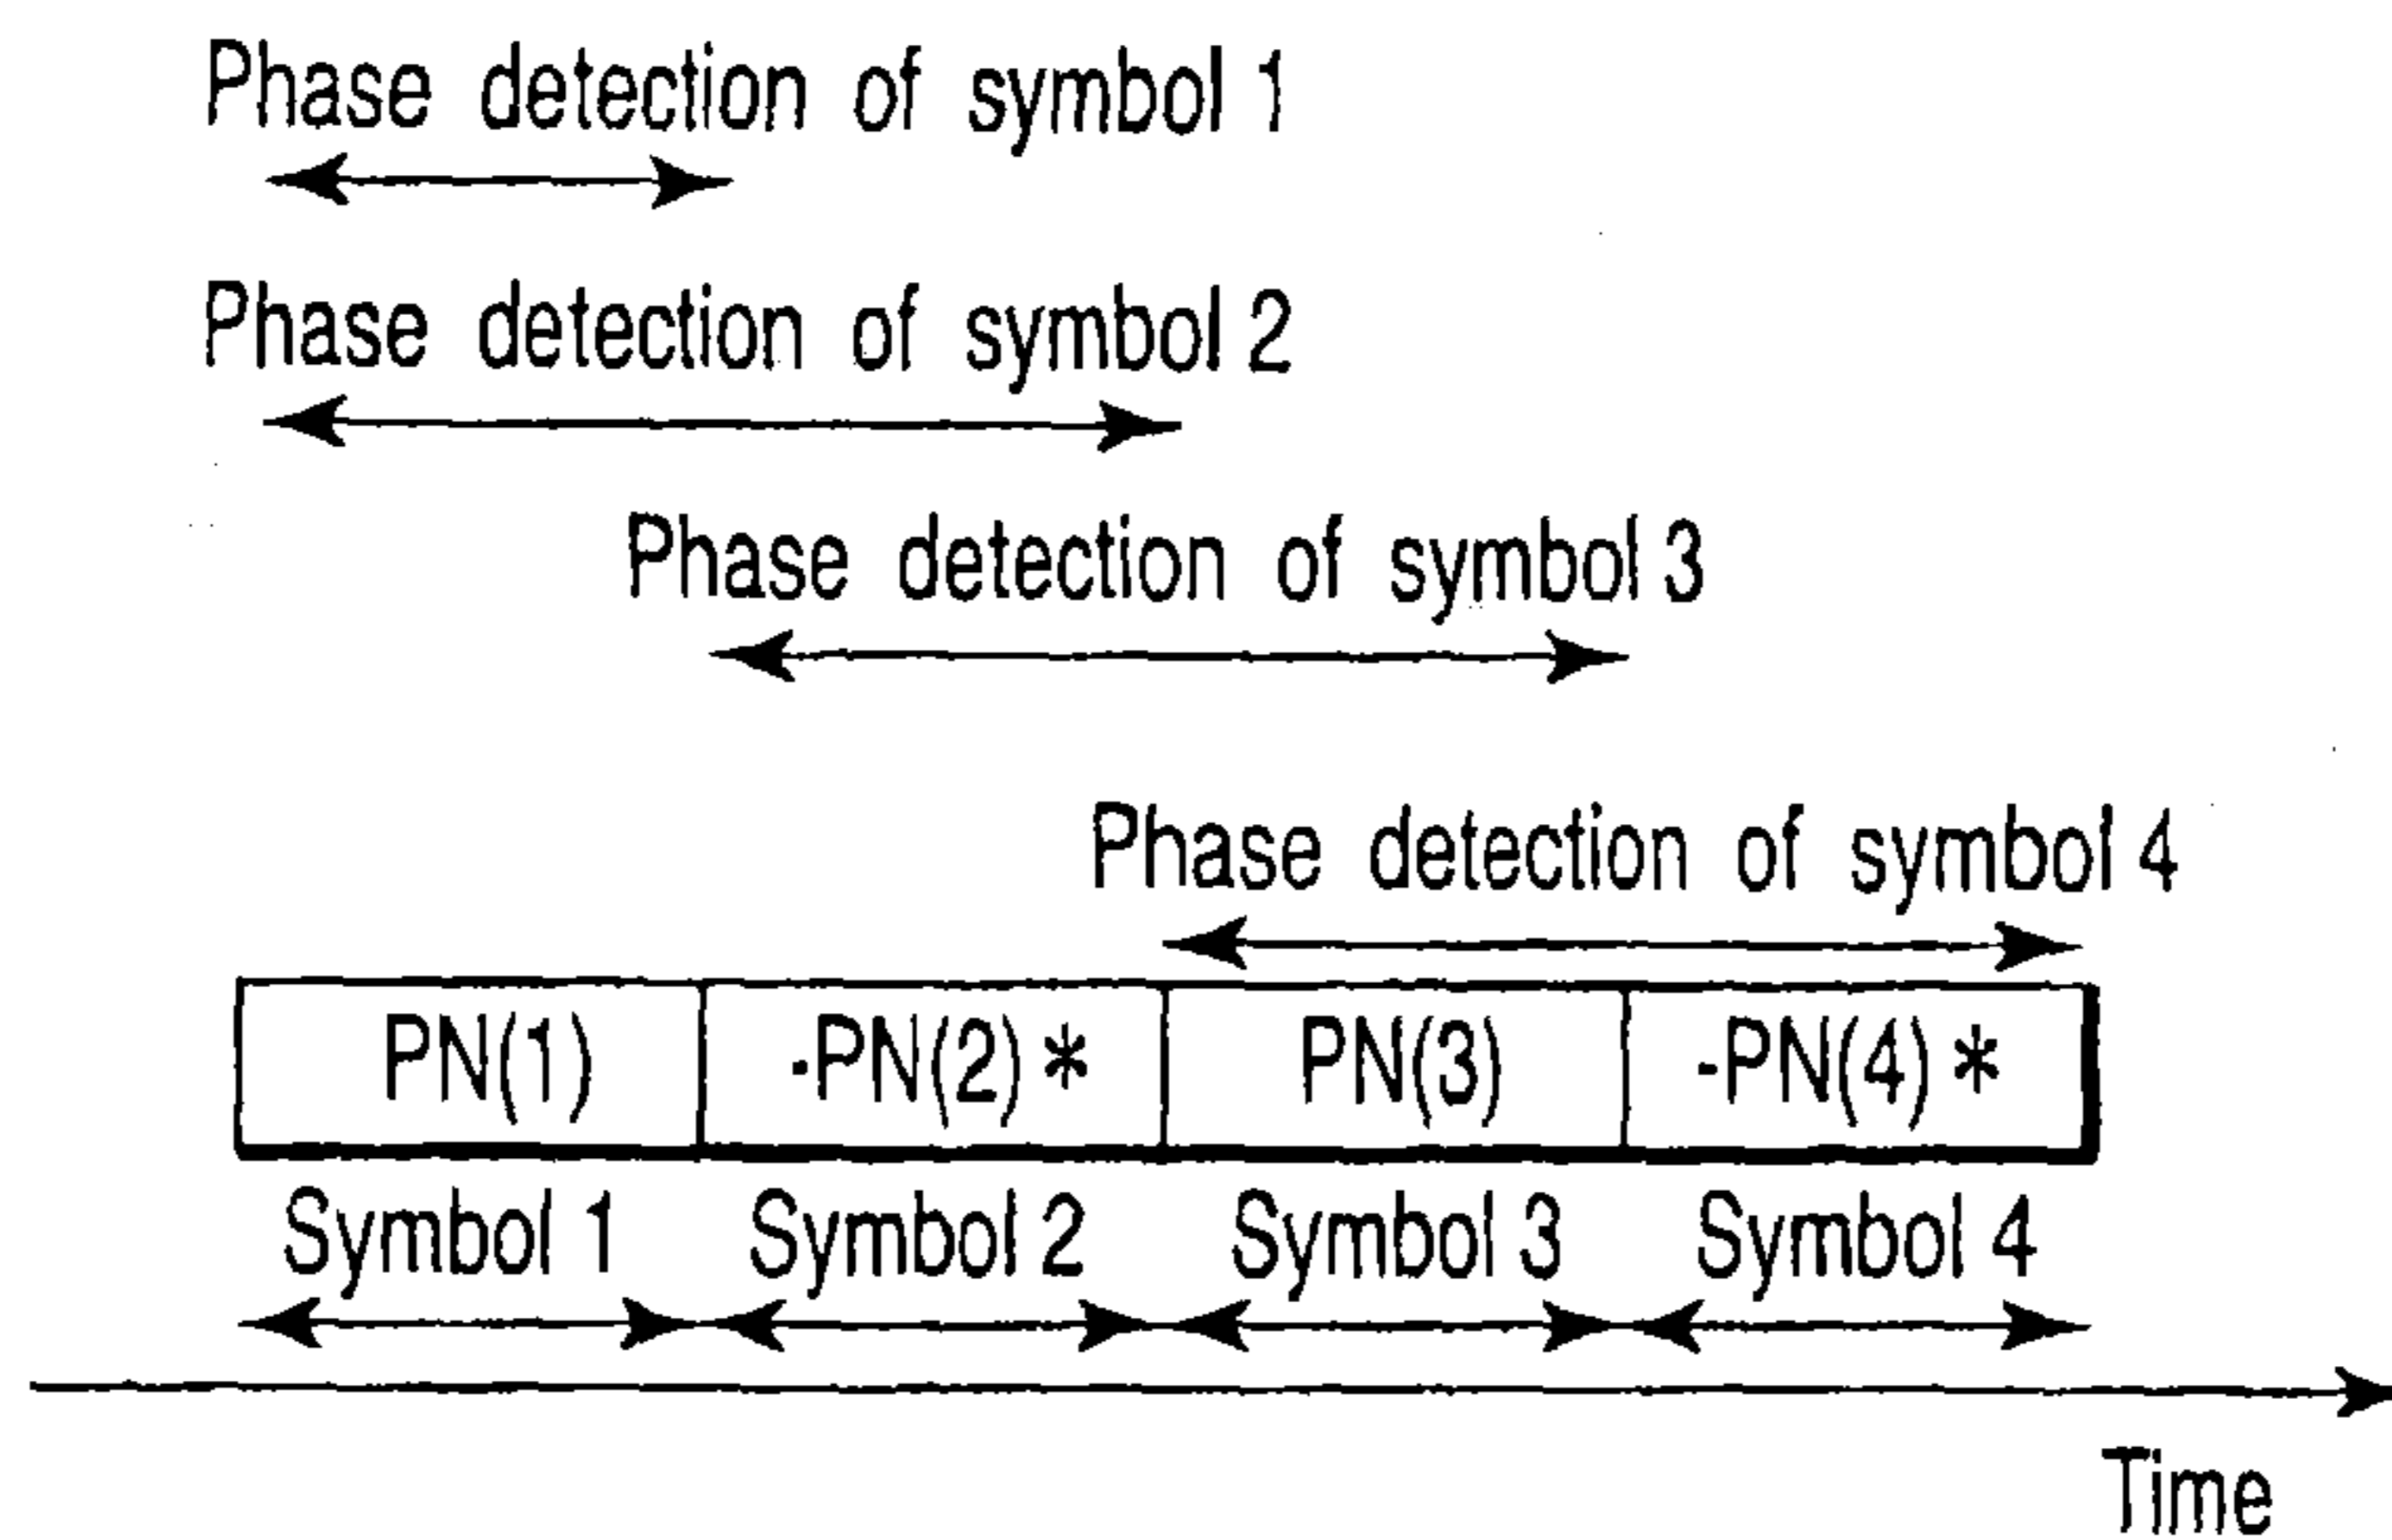 Phase detection of symbol 1
Phase detection of symbol 2
Phase detection of symbol 3
Phase detection of symbol 4
PN(1) -PN(2)* PN(3) -PN(4)*
Symbol 1 Symbol 2 Symbol 3 Symbol 4
Time